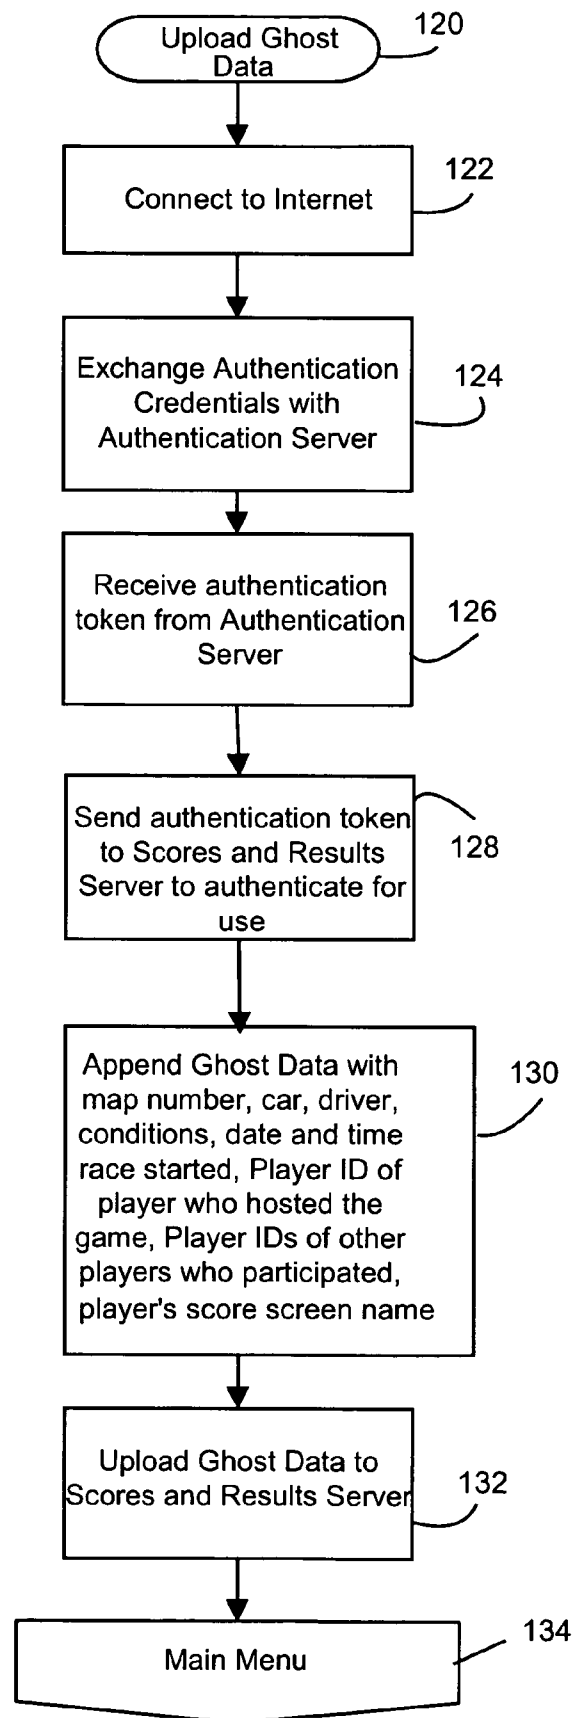 Upload Ghost
Data
120
Connect to Internet
122
Exchange Authentication
Credentials with
Authentication Server
124
Receive authentication
token from Authentication
Server
126
Send authentication token
to Scores and Results
Server to authenticate for
use
128
Append Ghost Data with
map number, car, driver,
conditions, date and time
race started, Player ID of
player who hosted the
game, Player IDs of other
players who participated,
player's score screen name
130
Upload Ghost Data to
Scores and Results Server
132
Main Menu
134